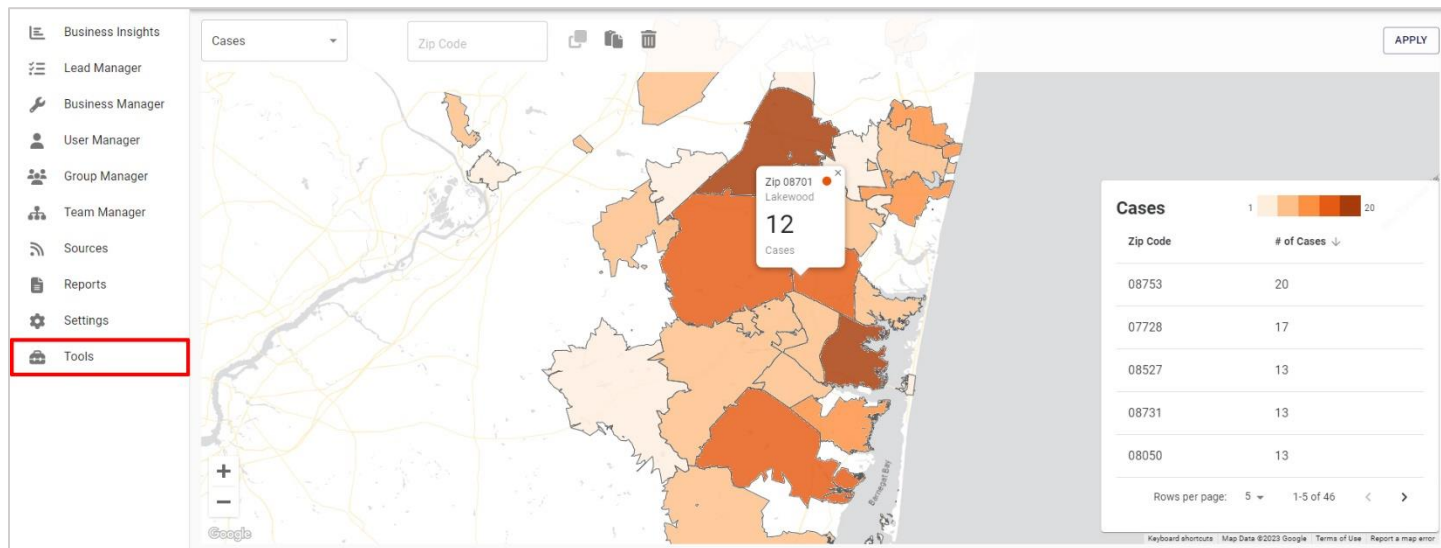 Business Insights
Lead Manager
Business Manager
User Manager
Group Manager
Team Manager
Sources
Reports
Settings
Tools
Cases
Zip Code
APPLY
Zip 08701
×
Lakewood
12
Cases
Barnegat Bay
+
−
Google
Cases
1
20
Zip Code # of Cases ↓
08753 20
07728 17
08527 13
08731 13
08050 13
Rows per page: 5 1-5 of 46 < >
Keyboard shortcuts Map Data ©2023 Google Terms of Use Report a map error